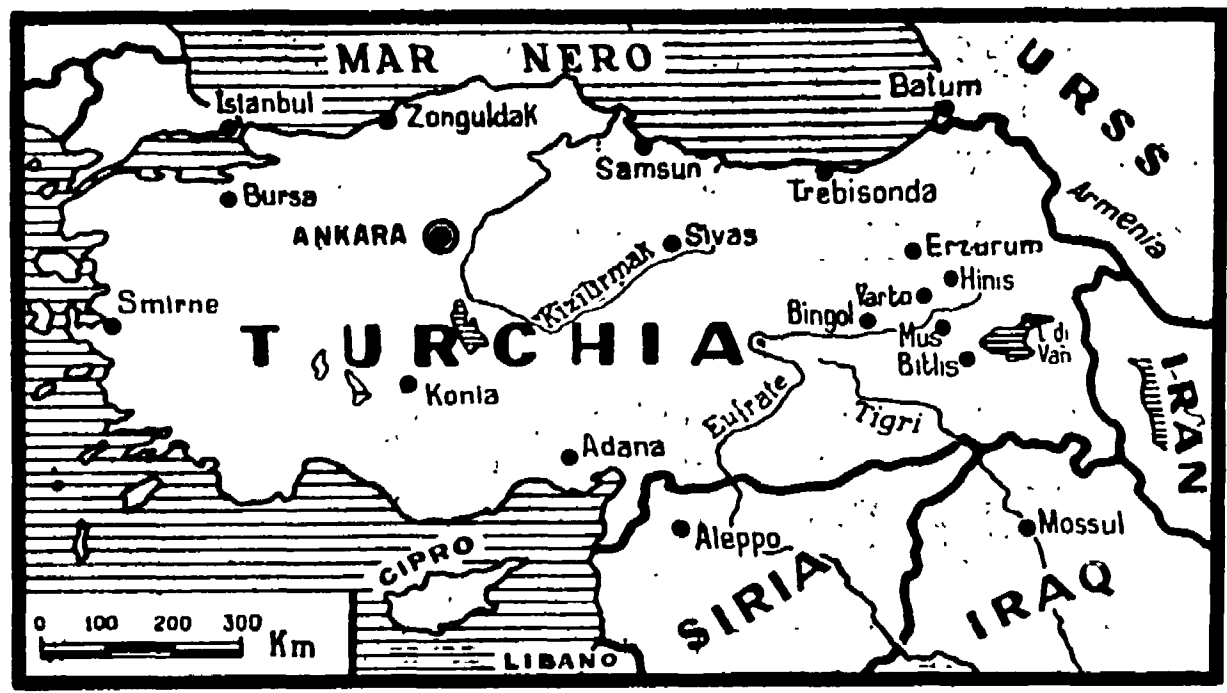 MAR NERO
URSS
Istanbul
Zonguldak
Batum
Samsun
Trebisonda
Armenia
Bursa
ANKARA
Sivas
Erzurum
Hinis
Kizilirmak
Varto
Smirne
Bingol
Mus
TURCHIA
L di
Van
Bitlis
IRAN
Konia
Eufrate
Tigri
Adana
Aleppo
Mossul
CIPRO
SIRIA
IRAQ
0 100 200 300
Km
LIBANO